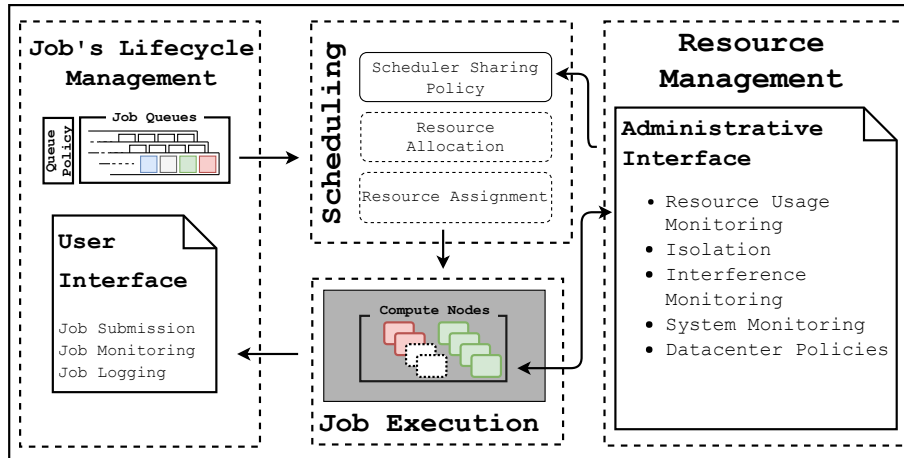 Job's Lifecycle
Management
Queue
Policy
Job Queues
User
Interface
Job Submission
Job Monitoring
Job Logging
Scheduling
Scheduler Sharing
Policy
Resource
Allocation
Resource Assignment
Compute Nodes
Job Execution
Resource
Management
Administrative
Interface
• Resource Usage
Monitoring
• Isolation
• Interference
Monitoring
• System Monitoring
• Datacenter Policies